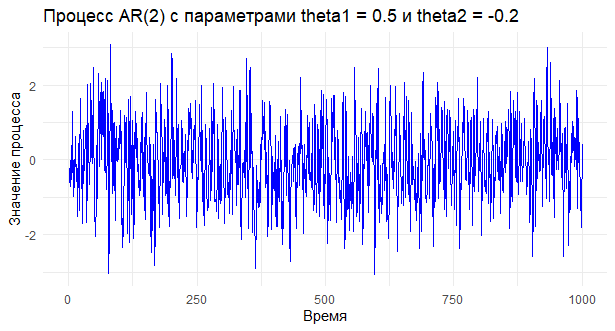 Процесс AR(2) с параметрами theta1 = 0.5 и theta2 = -0.2
Значение процесса
2
0
-2
0
250
500
750
1000
Время